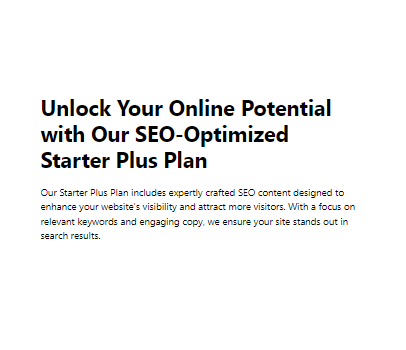 Unlock Your Online Potential
with Our SEO-Optimized
Starter Plus Plan
Our Starter Plus Plan includes expertly crafted SEO content designed to
enhance your website's visibility and attract more visitors. With a focus on
relevant keywords and engaging copy, we ensure your site stands out in
search results.